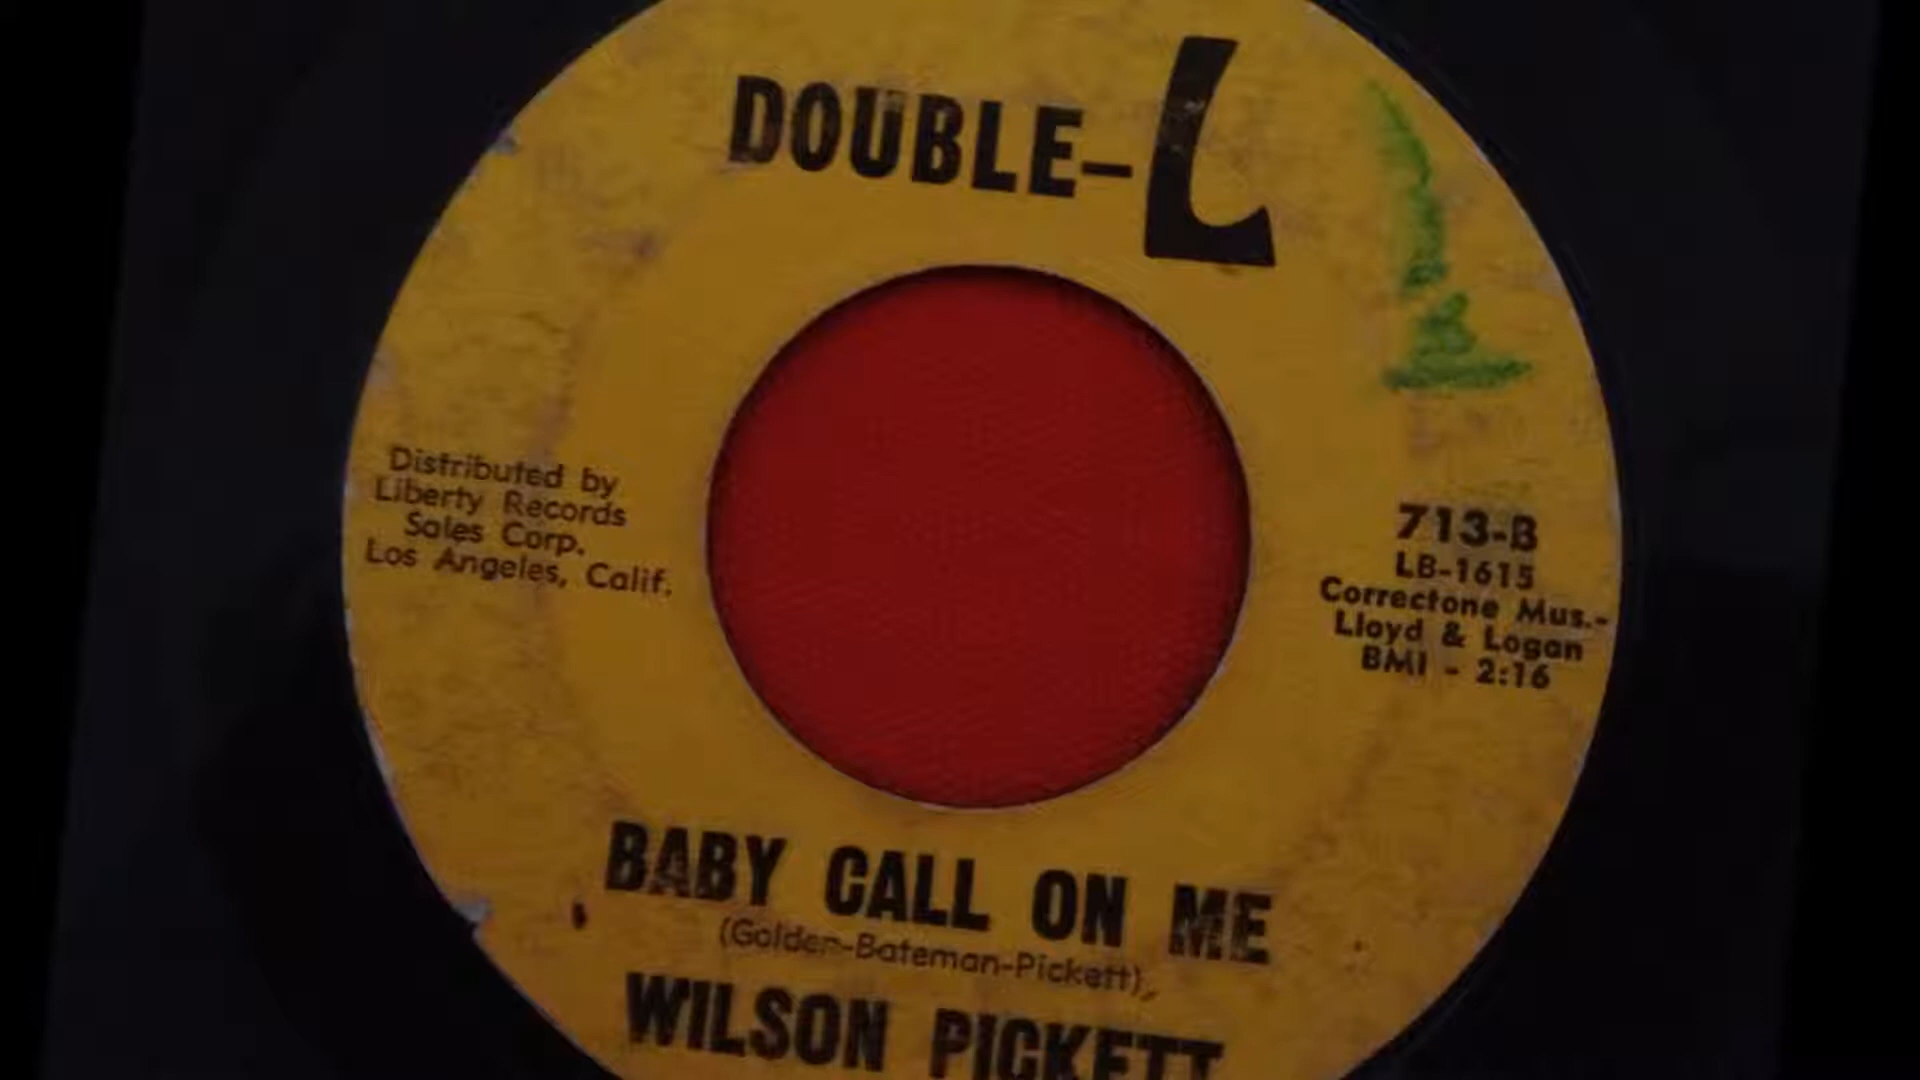 DOUBLE-L
Distributed by
Liberty Records
Sales Corp.
Los Angeles, Calif.
713-B
LB-1615
Correctone Mus.-
Lloyd & Logan
BMI - 2:16
BABY CALL ON ME
(Golden-Bateman-Pickett)
WILSON PICKETT